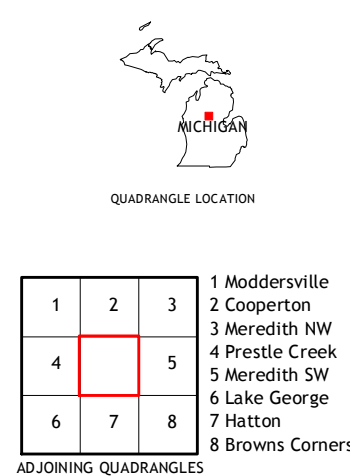 MICHIGAN
QUADRANGLE LOCATION
1 2 3
4 5
6 7 8
1 Moddersville
2 Cooperton
3 Meredith NW
4 Prestle Creek
5 Meredith SW
6 Lake George
7 Hatton
8 Browns Corners
ADJOINING QUADRANGLES